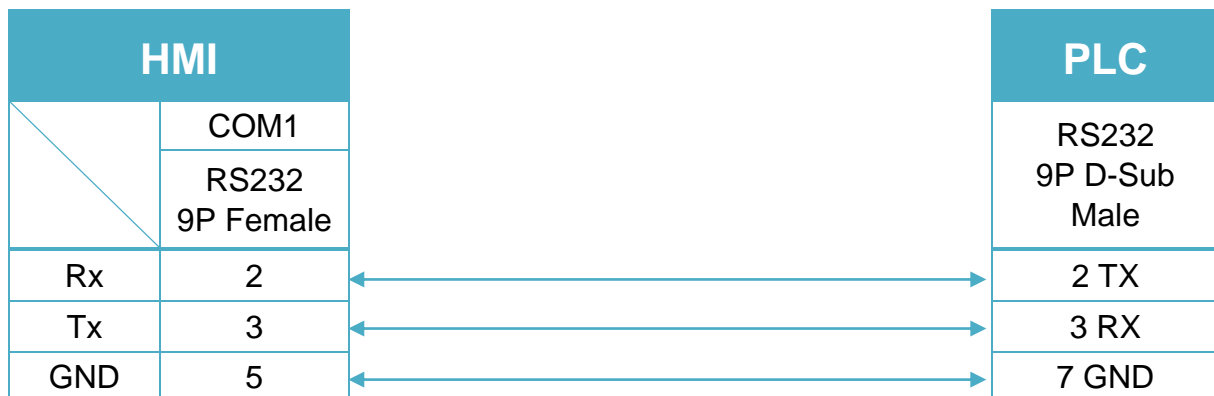 HMI
PLC
COM1
RS232
9P Female
RS232
9P D-Sub
Male
Rx 2 2 TX
Tx 3 3 RX
GND 5 7 GND